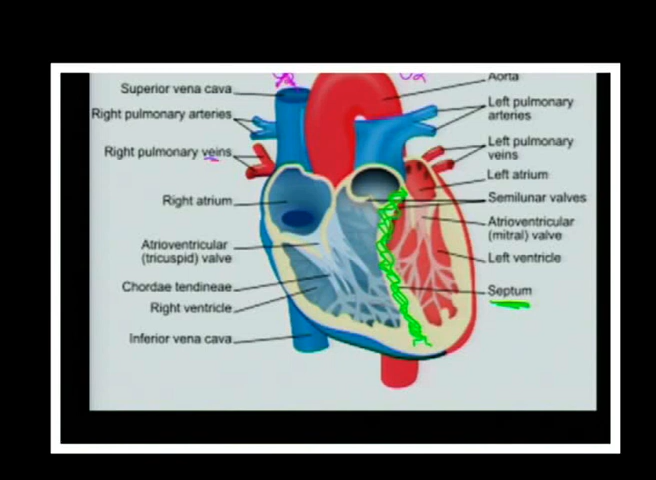 Superior vena cava
Right pulmonary arteries
Right pulmonary veins
Right atrium
Atrioventricular
(tricuspid) valve
Chordae tendineae
Right ventricle
Inferior vena cava
Aorta
Left pulmonary
arteries
Left pulmonary
veins
Left atrium
Semilunar valves
Atrioventricular
(mitral) valve
Left ventricle
Septum